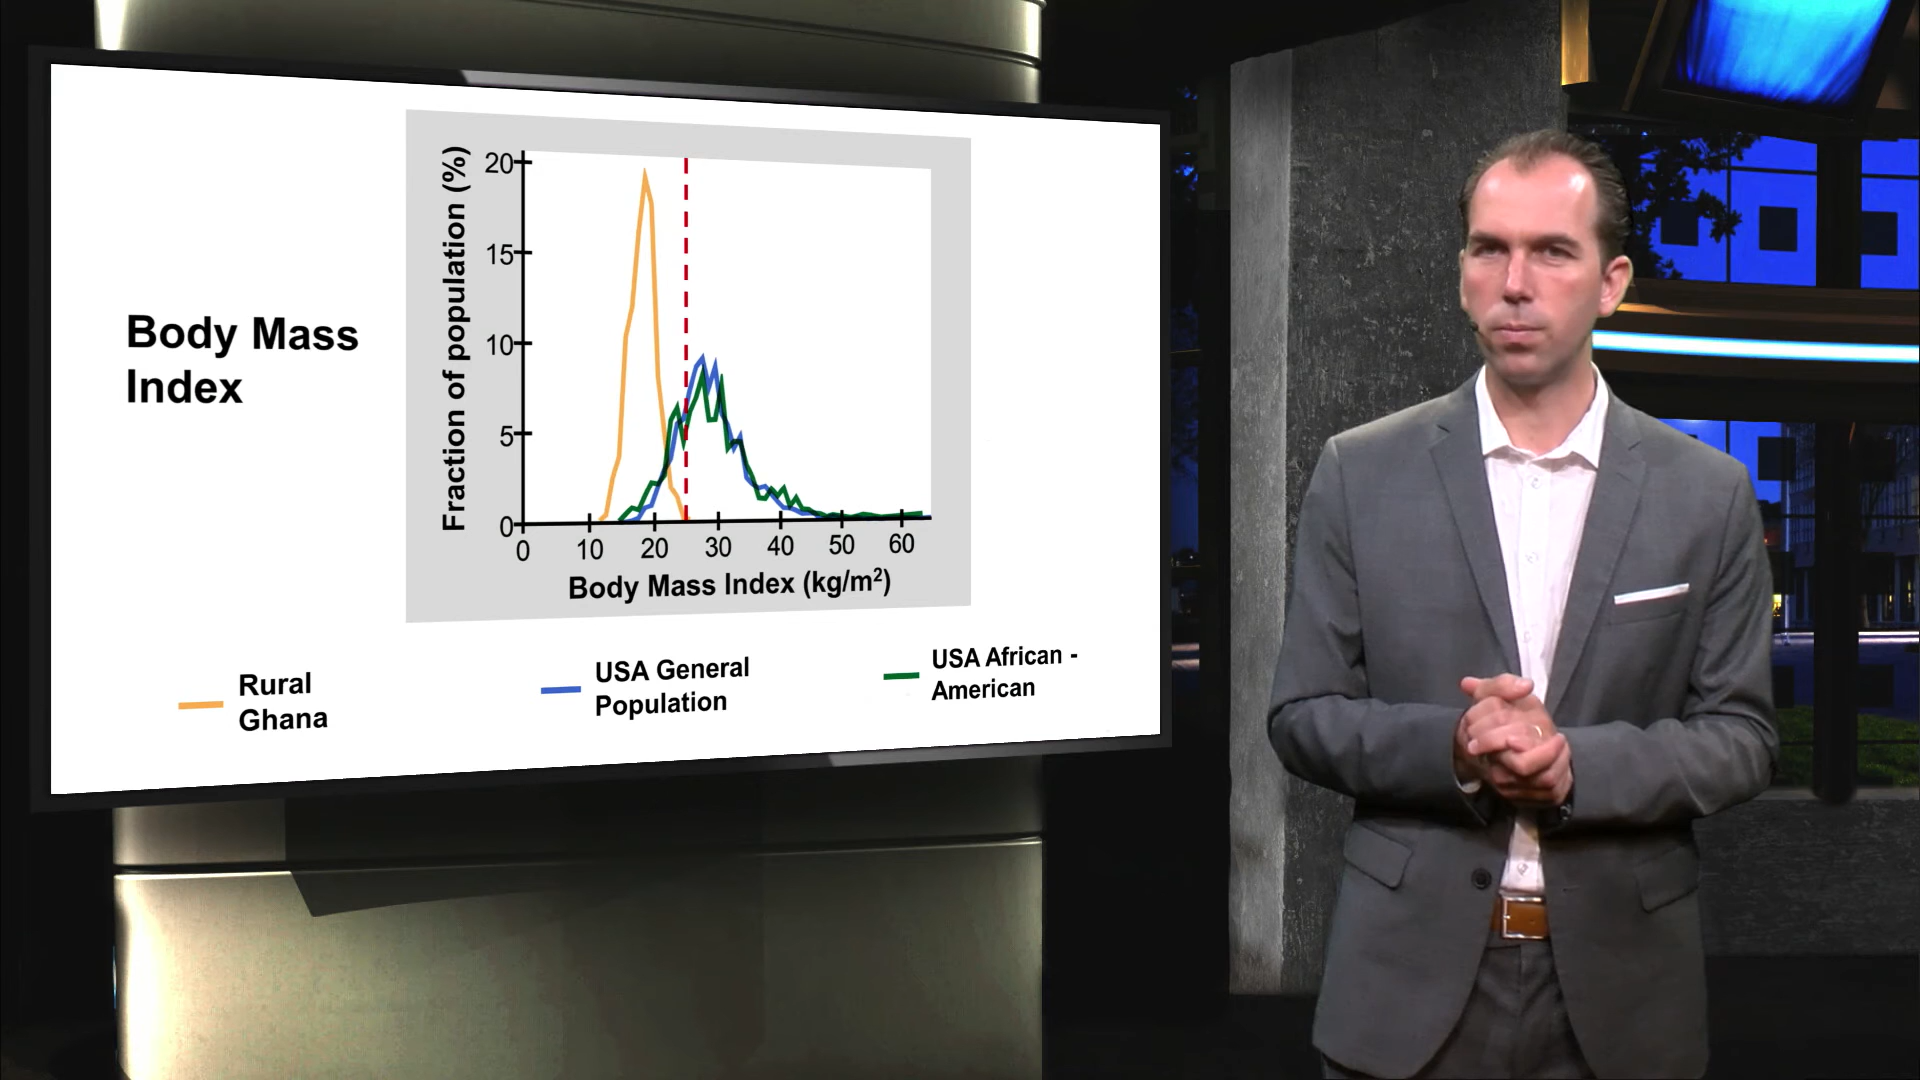 Body Mass
Index
Fraction of population (%)
20
15
10
5
0
0 10 20 30 40 50 60
Body Mass Index (kg/m²)
Rural
Ghana
USA General
Population
USA African -
American